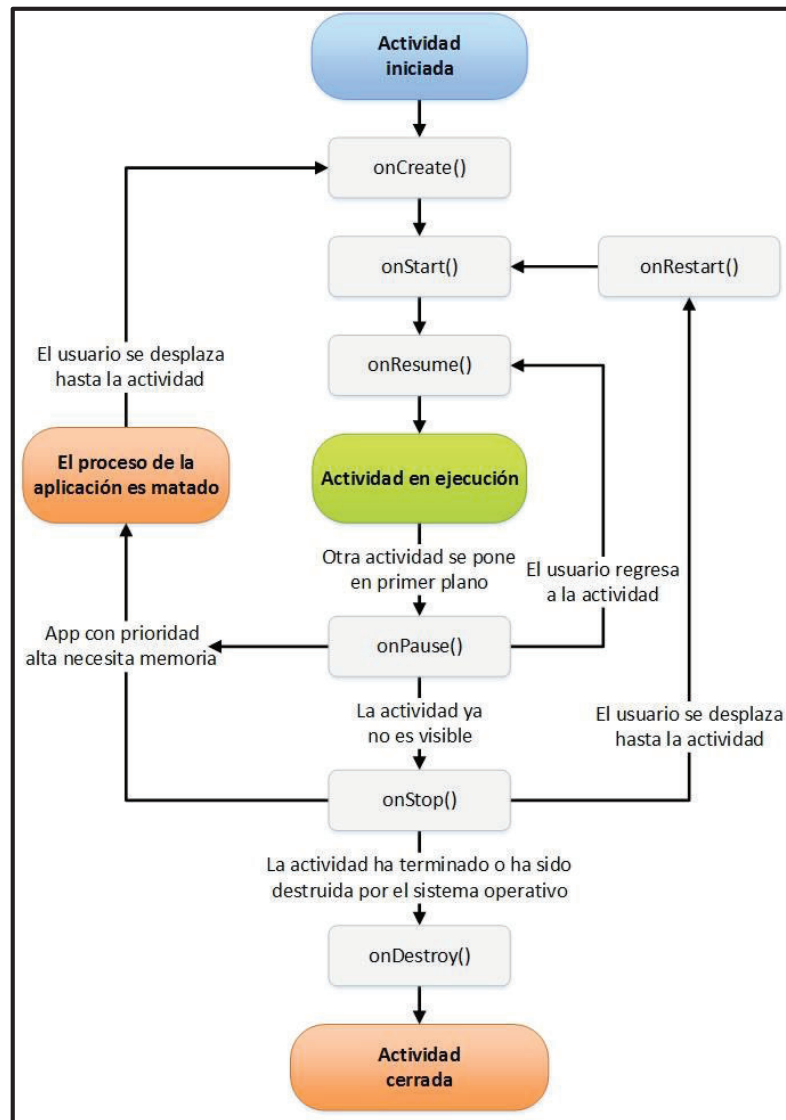 Actividad
iniciada
onCreate()
onStart()
onRestart()
El usuario se desplaza
hasta la actividad
onResume()
El proceso de la
aplicación es matado
Actividad en ejecución
Otra actividad se pone
en primer plano
El usuario regresa
a la actividad
App con prioridad
alta necesita memoria
onPause()
La actividad ya
no es visible
El usuario se desplaza
hasta la actividad
onStop()
La actividad ha terminado o ha sido
destruida por el sistema operativo
onDestroy()
Actividad
cerrada